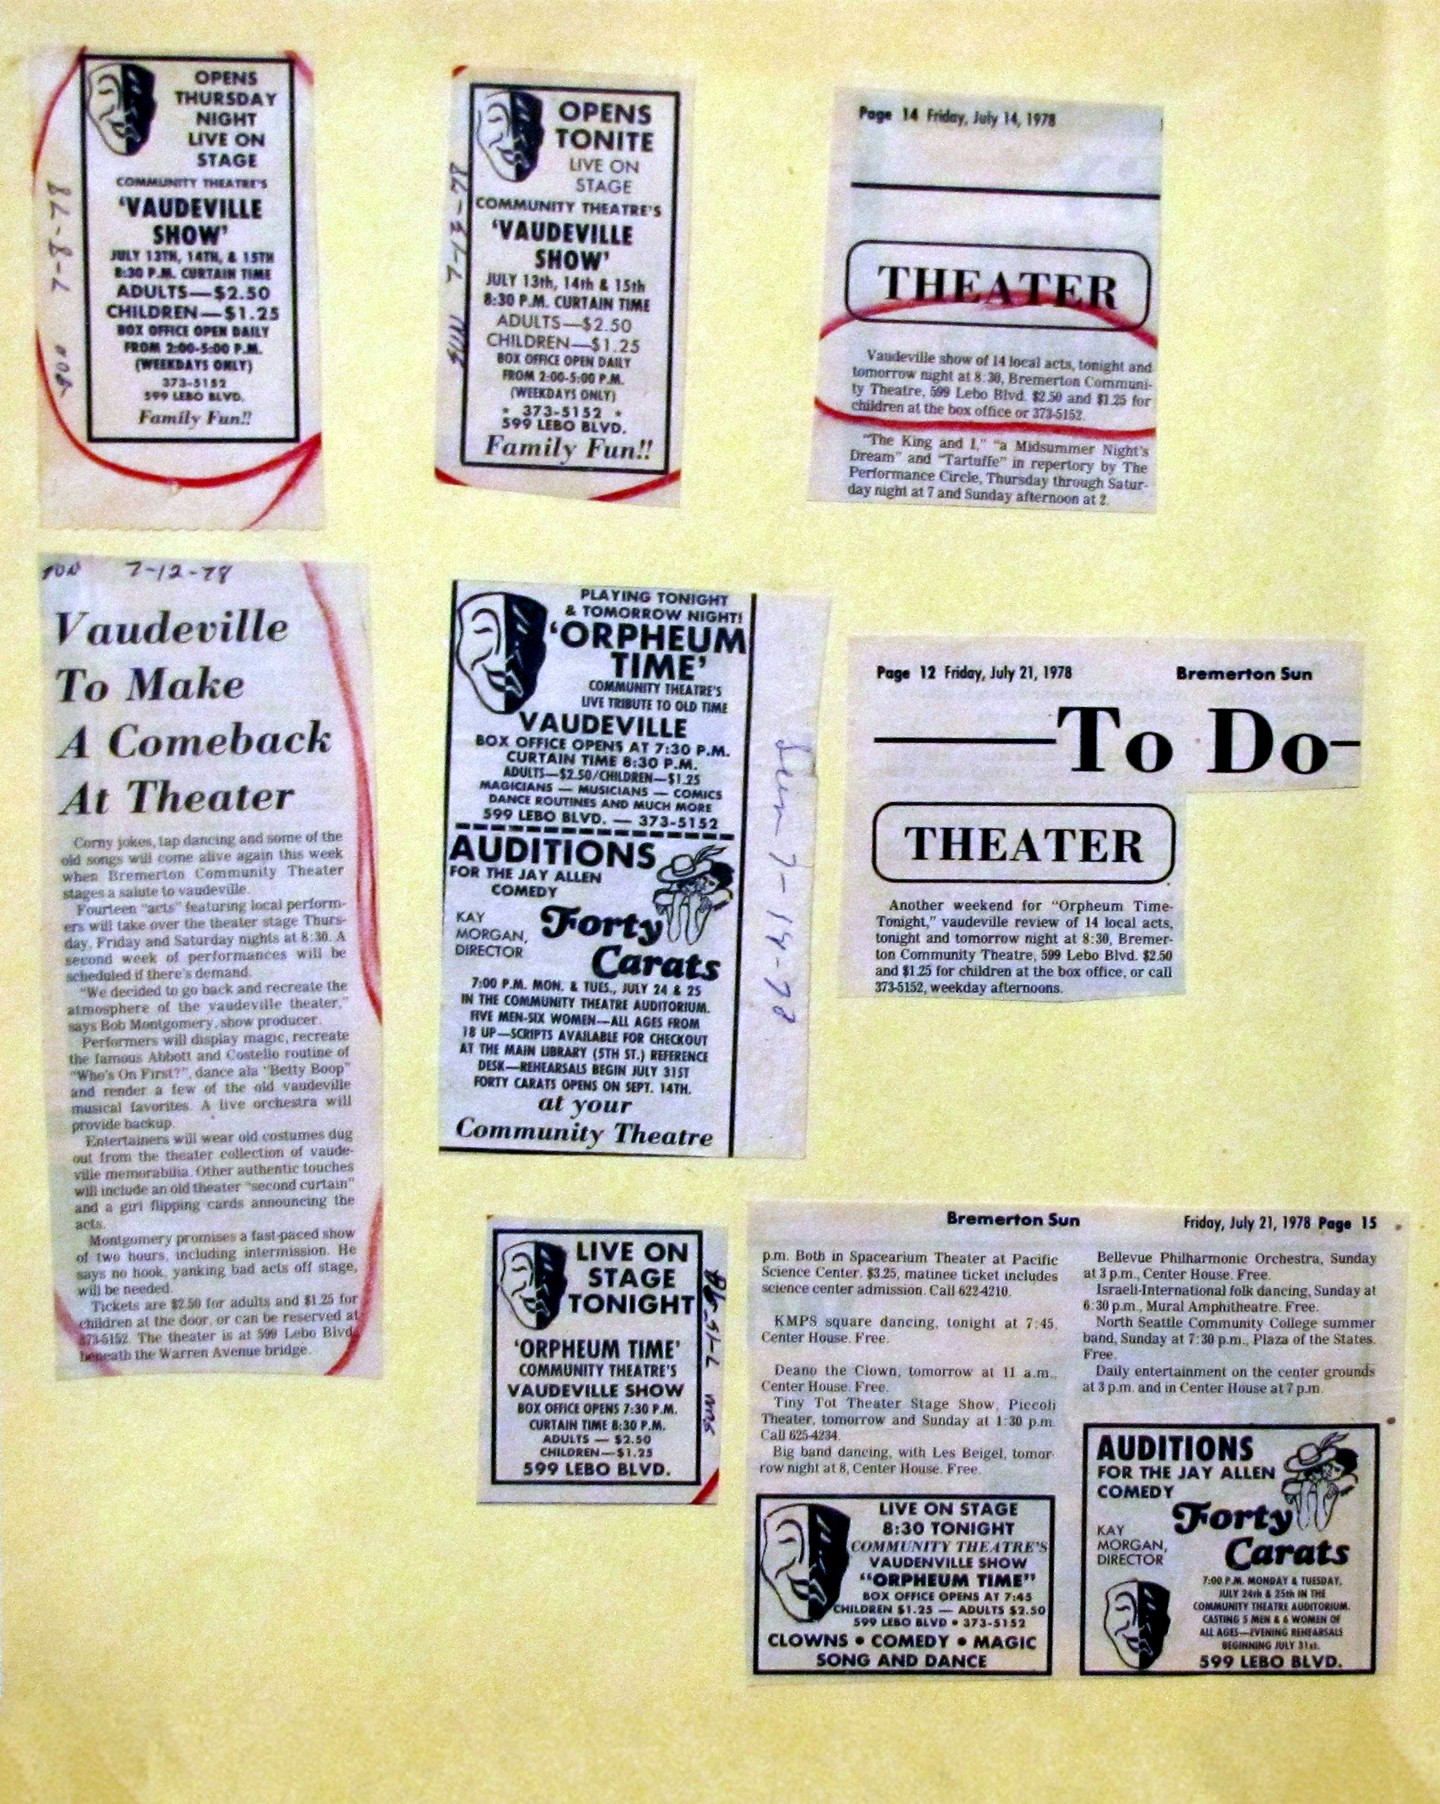 7-8-78
OPENS
THURSDAY
NIGHT
LIVE ON
STAGE
COMMUNITY THEATRE'S
'VAUDEVILLE
SHOW'
JULY 13TH, 14TH, & 15TH
8:30 P.M. CURTAIN TIME
ADULTS—$2.50
CHILDREN—$1.25
BOX OFFICE OPEN DAILY
FROM 2:00-5:00 P.M.
(WEEKDAYS ONLY)
373-5152
599 LEBO BLVD.
Family Fun!!
SUN 7-13-78
OPENS
TONITE
LIVE ON
STAGE
COMMUNITY THEATRE'S
'VAUDEVILLE
SHOW'
JULY 13th, 14th & 15th
8:30 P.M. CURTAIN TIME
ADULTS—$2.50
CHILDREN—$1.25
BOX OFFICE OPEN DAILY
FROM 2:00-5:00 P.M.
(WEEKDAYS ONLY)
* 373-5152 *
599 LEBO BLVD.
Family Fun!!
Page 14 Friday, July 14, 1978
THEATER
Vaudeville show of 14 local acts, tonight and
tomorrow night at 8:30, Bremerton Communi-
ty Theatre, 599 Lebo Blvd. $2.50 and $1.25 for
children at the box office or 373-5152.
"The King and I," "a Midsummer Night's
Dream" and "Tartuffe" in repertory by The
Performance Circle, Thursday through Satur-
day night at 7 and Sunday afternoon at 2.
7-12-78
Vaudeville
To Make
A Comeback
At Theater
Corny jokes, tap dancing and some of the
old songs will come alive again this week
when Bremerton Community Theater
stages a salute to vaudeville.
Fourteen "acts" featuring local perform-
ers will take over the theater stage Thurs-
day, Friday and Saturday nights at 8:30. A
second week of performances will be
scheduled if there's demand.
"We decided to go back and recreate the
atmosphere of the vaudeville theater,"
says Bob Montgomery, show producer.
Performers will display magic, recreate
the famous Abbott and Costello routine of
"Who's On First?", dance ala "Betty Boop"
and render a few of the old vaudeville
musical favorites. A live orchestra will
provide backup.
Entertainers will wear old costumes dug
out from the theater collection of vaude-
ville memorabilia. Other authentic touches
will include an old theater "second curtain"
and a girl flipping cards announcing the
acts.
Montgomery promises a fast-paced show
of two hours, including intermission. He
says no hook, yanking bad acts off stage,
will be needed.
Tickets are $2.50 for adults and $1.25 for
children at the door, or can be reserved at
373-5152. The theater is at 599 Lebo Blvd.
beneath the Warren Avenue bridge.
PLAYING TONIGHT
& TOMORROW NIGHT!
'ORPHEUM
TIME'
COMMUNITY THEATRE'S
LIVE TRIBUTE TO OLD TIME
VAUDEVILLE
BOX OFFICE OPENS AT 7:30 P.M.
CURTAIN TIME 8:30 P.M.
ADULTS—$2.50/CHILDREN—$1.25
MAGICIANS — MUSICIANS — COMICS
DANCE ROUTINES AND MUCH MORE
599 LEBO BLVD. — 373-5152
AUDITIONS
FOR THE JAY ALLEN
COMEDY
KAY
MORGAN,
DIRECTOR
Forty
Carats
7:00 P.M. MON. & TUES., JULY 24 & 25
IN THE COMMUNITY THEATRE AUDITORIUM.
FIVE MEN-SIX WOMEN—ALL AGES FROM
18 UP—SCRIPTS AVAILABLE FOR CHECKOUT
AT THE MAIN LIBRARY (5TH ST.) REFERENCE
DESK—REHEARSALS BEGIN JULY 31ST
FORTY CARATS OPENS ON SEPT. 14TH.
at your
Community Theatre
Sun 7-14-78
Page 12 Friday, July 21, 1978 Bremerton Sun
To Do
THEATER
Another weekend for "Orpheum Time-
Tonight," vaudeville review of 14 local acts,
tonight and tomorrow night at 8:30, Bremer-
ton Community Theatre, 599 Lebo Blvd. $2.50
and $1.25 for children at the box office, or call
373-5152, weekday afternoons.
LIVE ON
STAGE
TONIGHT
'ORPHEUM TIME'
COMMUNITY THEATRE'S
VAUDEVILLE SHOW
BOX OFFICE OPENS 7:30 P.M.
CURTAIN TIME 8:30 P.M.
ADULTS — $2.50
CHILDREN—$1.25
599 LEBO BLVD.
SUN 7-15-78
Bremerton Sun Friday, July 21, 1978 Page 15
p.m. Both in Spacearium Theater at Pacific
Science Center. $3.25, matinee ticket includes
science center admission. Call 622-4210.
KMPS square dancing, tonight at 7:45,
Center House. Free.
Deano the Clown, tomorrow at 11 a.m.,
Center House. Free.
Tiny Tot Theater Stage Show, Piccoli
Theater, tomorrow and Sunday at 1:30 p.m.
Call 625-4234.
Big band dancing, with Les Beigel, tomor-
row night at 8, Center House. Free.
Bellevue Philharmonic Orchestra, Sunday
at 3 p.m., Center House. Free.
Israeli-International folk dancing, Sunday at
6:30 p.m., Mural Amphitheatre. Free.
North Seattle Community College summer
band, Sunday at 7:30 p.m., Plaza of the States.
Free.
Daily entertainment on the center grounds
at 3 p.m. and in Center House at 7 p.m.
LIVE ON STAGE
8:30 TONIGHT
COMMUNITY THEATRE'S
VAUDENVILLE SHOW
"ORPHEUM TIME"
BOX OFFICE OPENS AT 7:45
CHILDREN $1.25 — ADULTS $2.50
599 LEBO BLVD • 373-5152
CLOWNS • COMEDY • MAGIC
SONG AND DANCE
AUDITIONS
FOR THE JAY ALLEN
COMEDY
KAY
MORGAN,
DIRECTOR
Forty
Carats
7:00 P.M. MONDAY & TUESDAY,
JULY 24th & 25th IN THE
COMMUNITY THEATRE AUDITORIUM.
CASTING 5 MEN & 6 WOMEN OF
ALL AGES—EVENING REHEARSALS
BEGINNING JULY 31st.
599 LEBO BLVD.